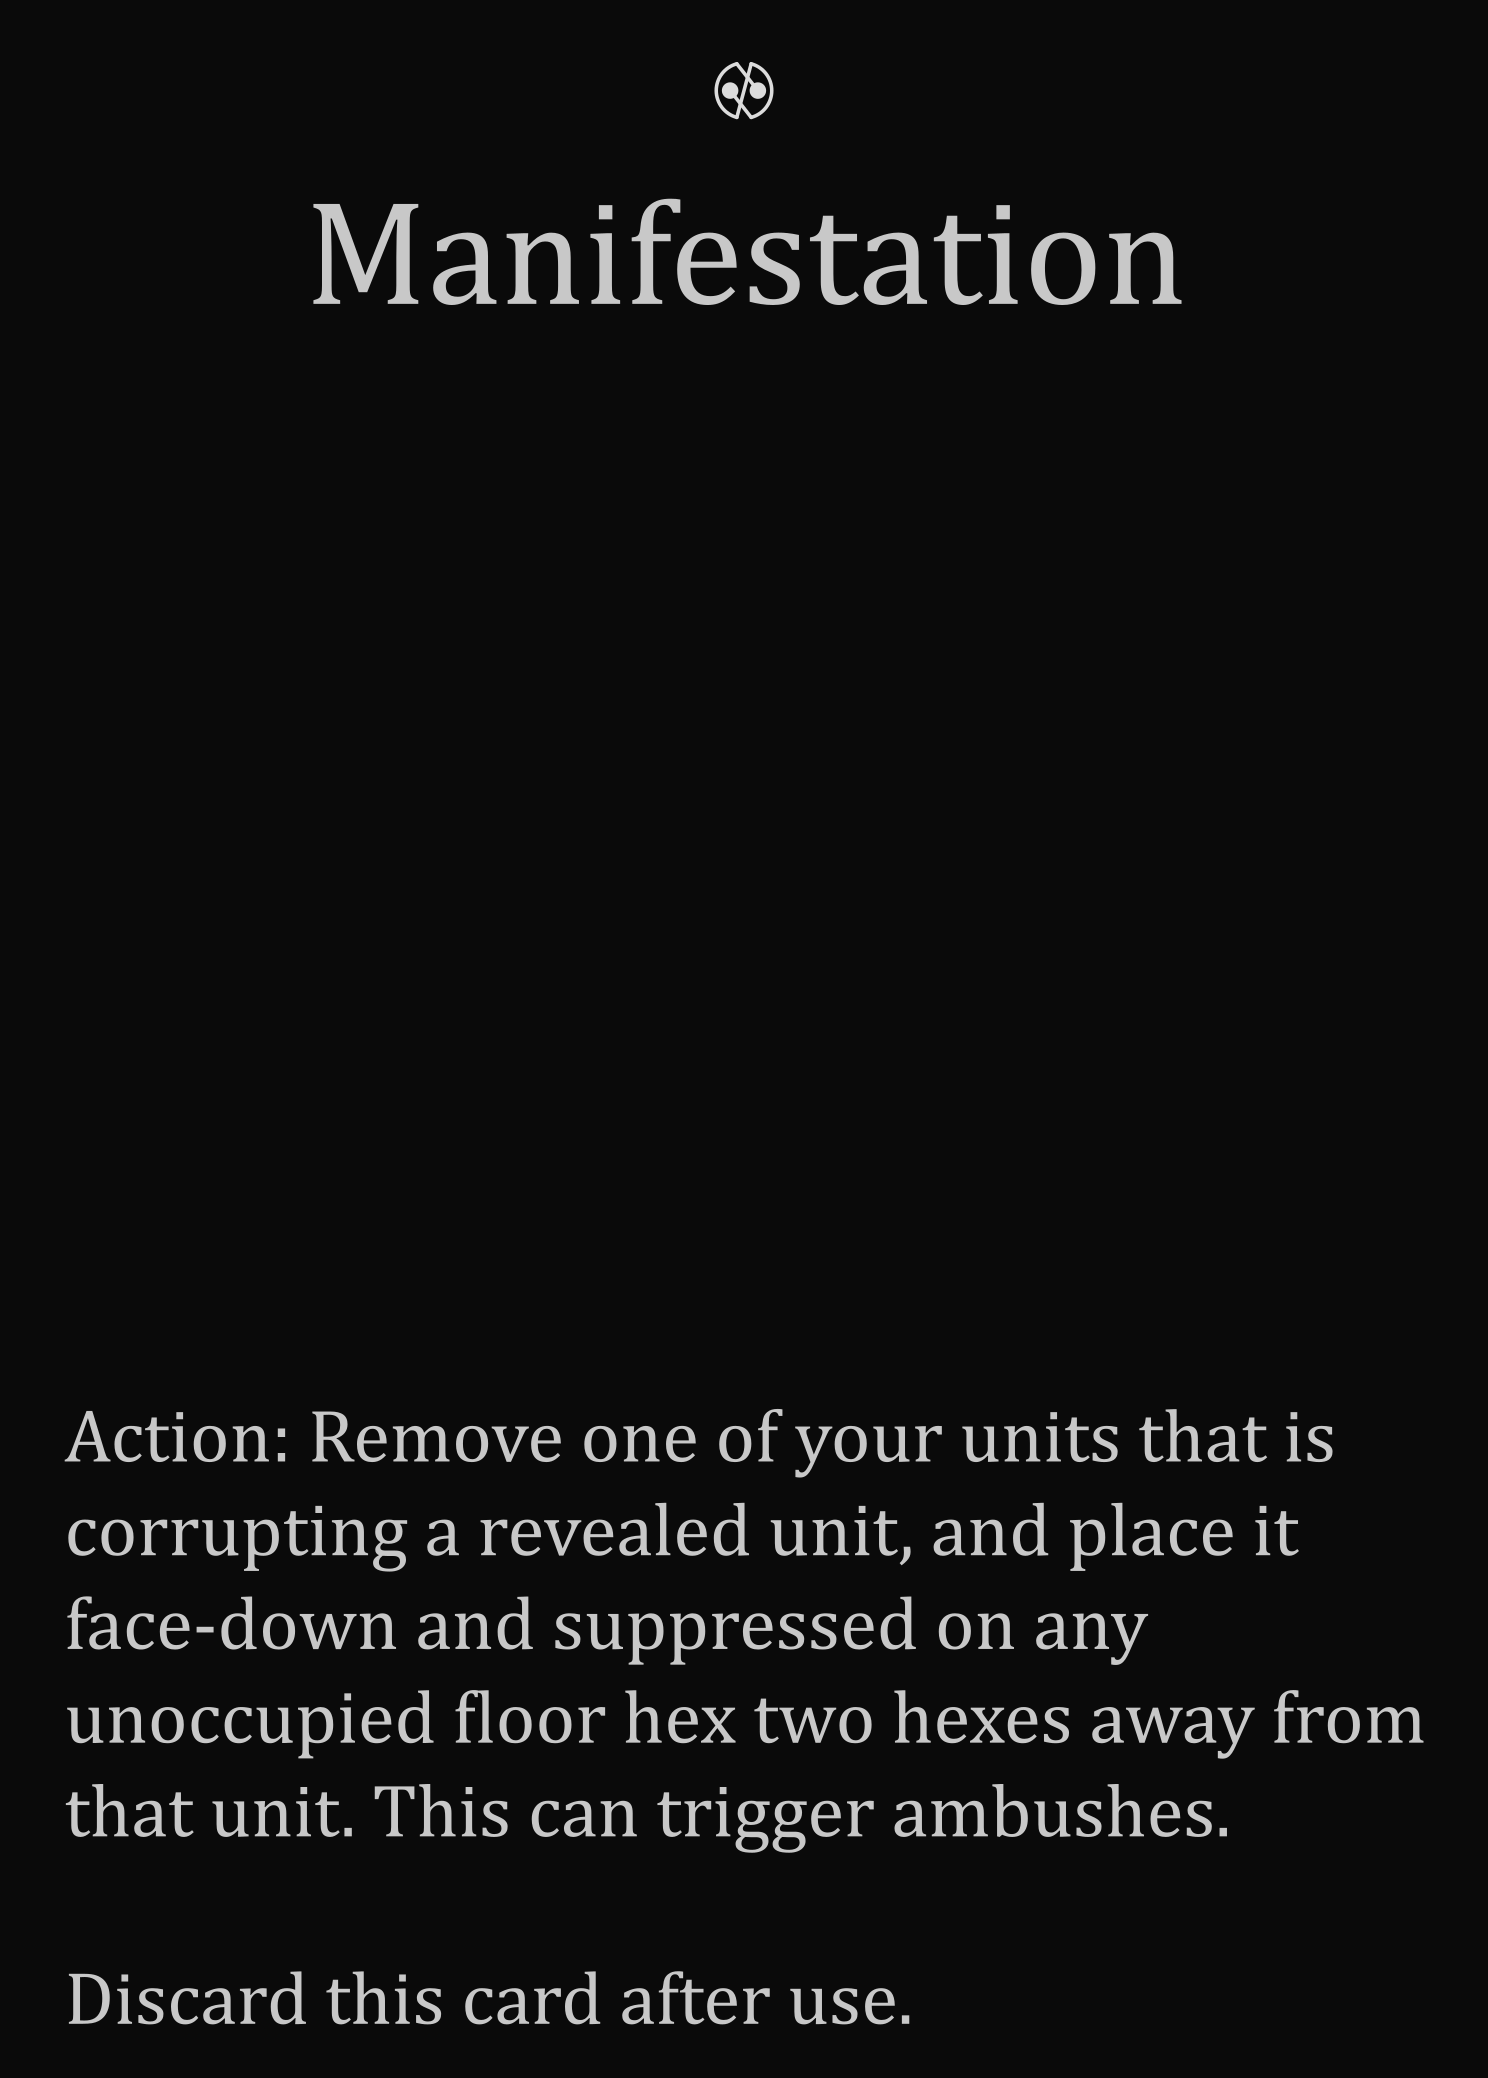 Manifestation
Action: Remove one of your units that is
corrupting a revealed unit, and place it
face-down and suppressed on any
unoccupied floor hex two hexes away from
that unit. This can trigger ambushes.
Discard this card after use.